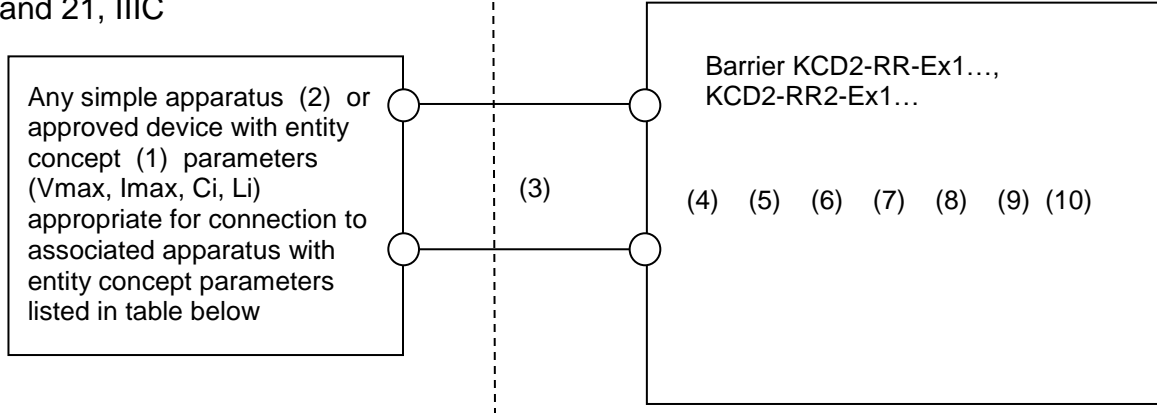 and 21, IIIC
Any simple apparatus (2) or
approved device with entity
concept (1) parameters
(Vmax, Imax, Ci, Li)
appropriate for connection to
associated apparatus with
entity concept parameters
listed in table below
(3)
Barrier KCD2-RR-Ex1…,
KCD2-RR2-Ex1…
(4) (5) (6) (7) (8) (9) (10)